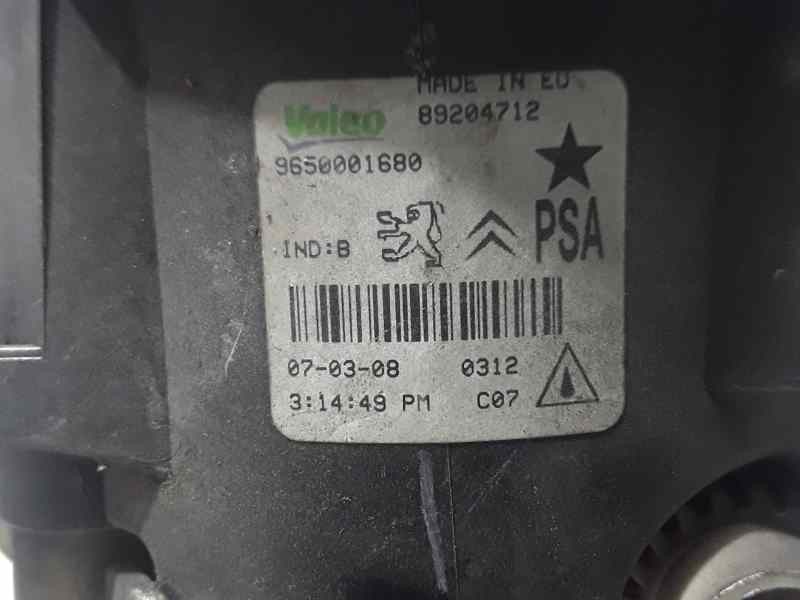 MADE IN EU
Valeo 89204712
9650001680
IND:B PSA
07-03-08 0312
3:14:49 PM C07